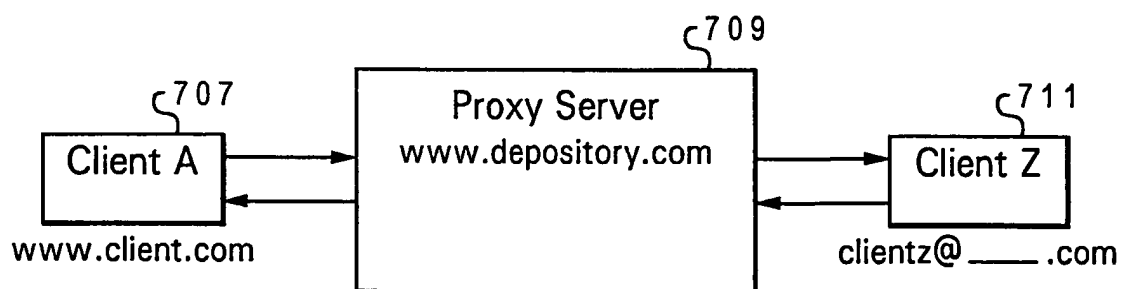 709
707
711
Proxy Server
www.depository.com
Client A
Client Z
www.client.com
clientz@ ____ .com